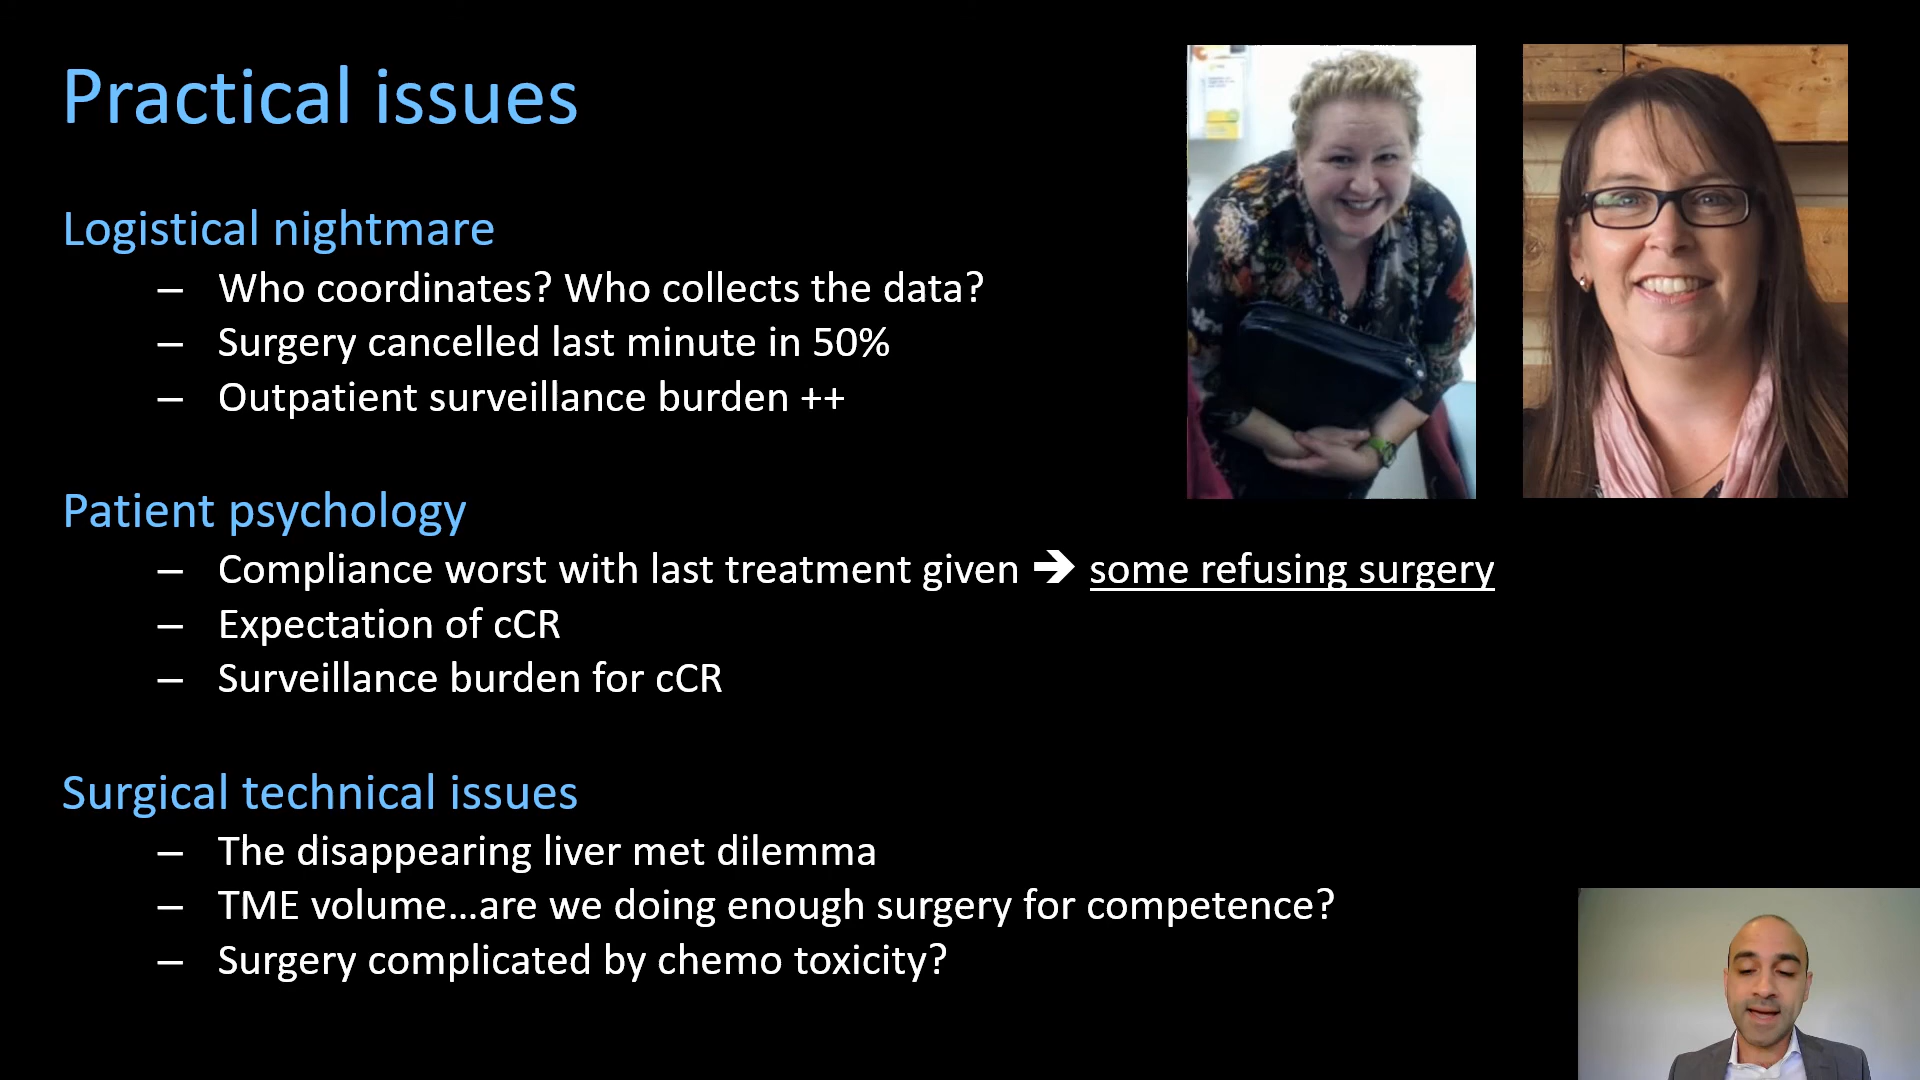 Practical issues
Logistical nightmare
– Who coordinates? Who collects the data?
– Surgery cancelled last minute in 50%
– Outpatient surveillance burden ++
Patient psychology
– Compliance worst with last treatment given 🡺 some refusing surgery
– Expectation of cCR
– Surveillance burden for cCR
Surgical technical issues
– The disappearing liver met dilemma
– TME volume…are we doing enough surgery for competence?
– Surgery complicated by chemo toxicity?